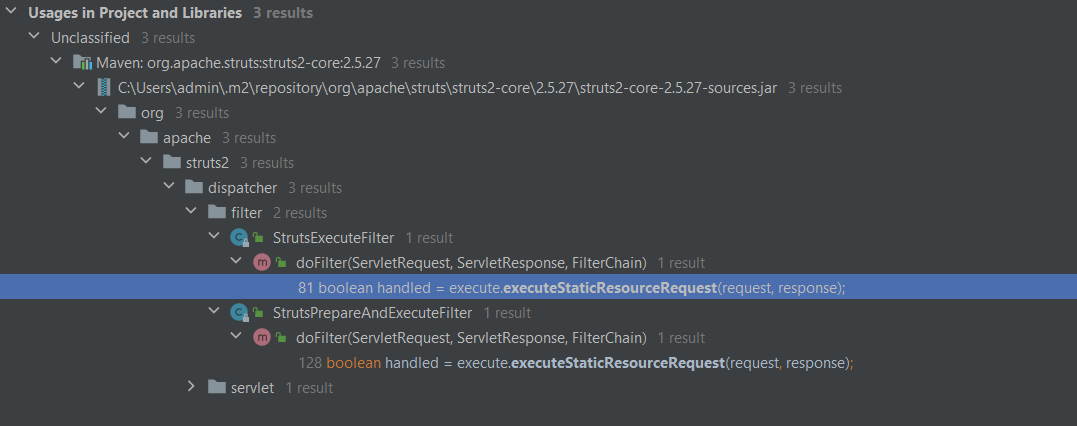 Usages in Project and Libraries 3 results
Unclassified 3 results
Maven: org.apache.struts:struts2-core:2.5.27 3 results
C:\Users\admin\.m2\repository\org\apache\struts\struts2-core\2.5.27\struts2-core-2.5.27-sources.jar 3 results
org 3 results
apache 3 results
struts2 3 results
dispatcher 3 results
filter 2 results
StrutsExecuteFilter 1 result
doFilter(ServletRequest, ServletResponse, FilterChain) 1 result
81 boolean handled = execute.executeStaticResourceRequest(request, response);
StrutsPrepareAndExecuteFilter 1 result
doFilter(ServletRequest, ServletResponse, FilterChain) 1 result
128 boolean handled = execute.executeStaticResourceRequest(request, response);
servlet 1 result